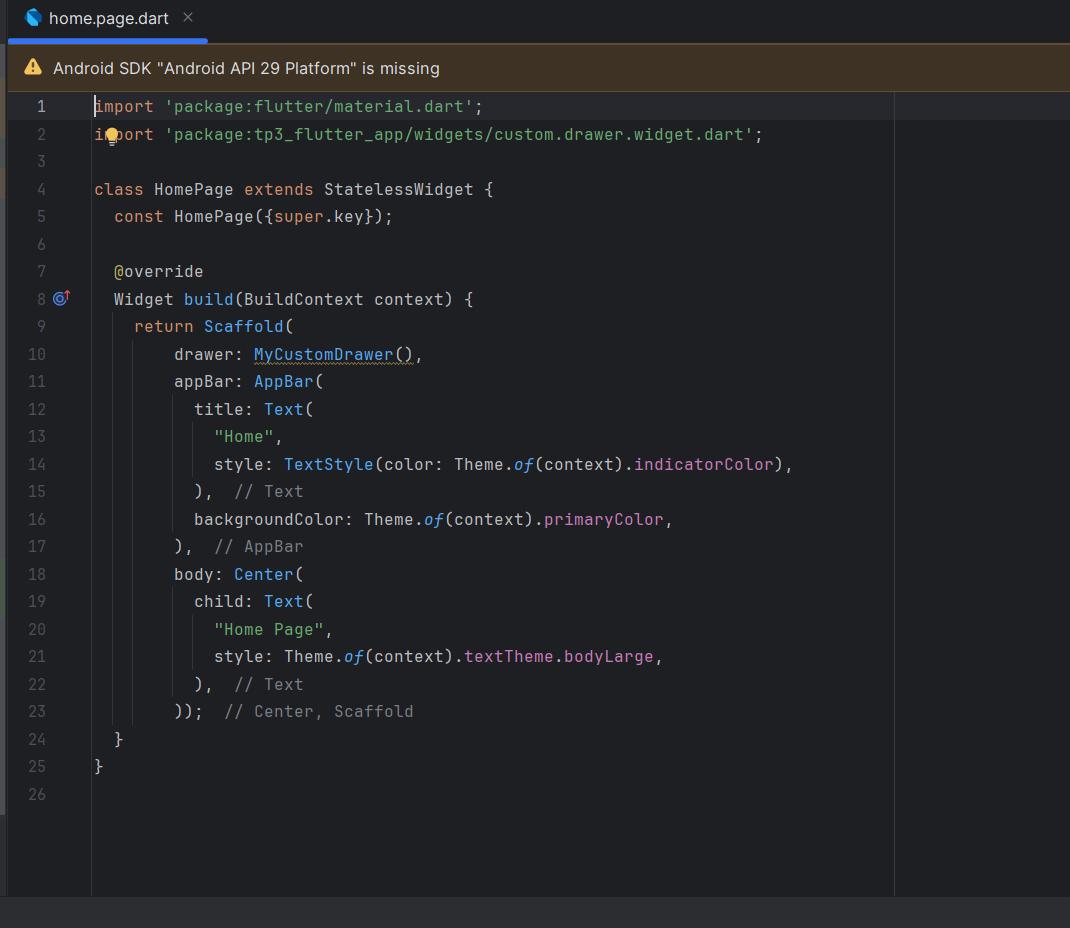 home.page.dart
Android SDK "Android API 29 Platform" is missing
1 import 'package:flutter/material.dart';
2 import 'package:tp3_flutter_app/widgets/custom.drawer.widget.dart';
3
4 class HomePage extends StatelessWidget {
5   const HomePage({super.key});
6
7   @override
8   Widget build(BuildContext context) {
9     return Scaffold(
10         drawer: MyCustomDrawer(),
11         appBar: AppBar(
12           title: Text(
13             "Home",
14             style: TextStyle(color: Theme.of(context).indicatorColor),
15           ),  // Text
16           backgroundColor: Theme.of(context).primaryColor,
17         ),  // AppBar
18         body: Center(
19           child: Text(
20             "Home Page",
21             style: Theme.of(context).textTheme.bodyLarge,
22           ),  // Text
23         ));  // Center, Scaffold
24   }
25 }
26